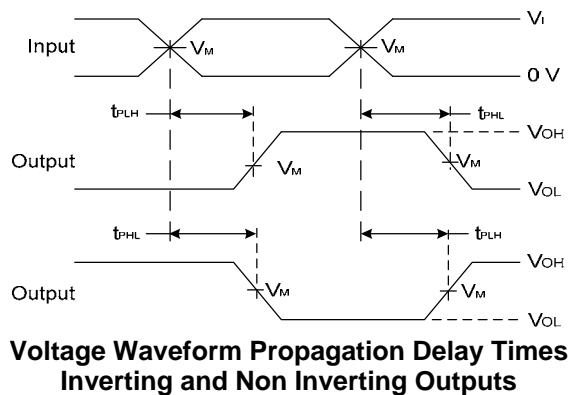 VI
Input VM VM
0 V
tPLH tPHL
VOH
Output VM VM
VOL
tPHL tPLH
VOH
Output VM VM
VOL
Voltage Waveform Propagation Delay Times
Inverting and Non Inverting Outputs